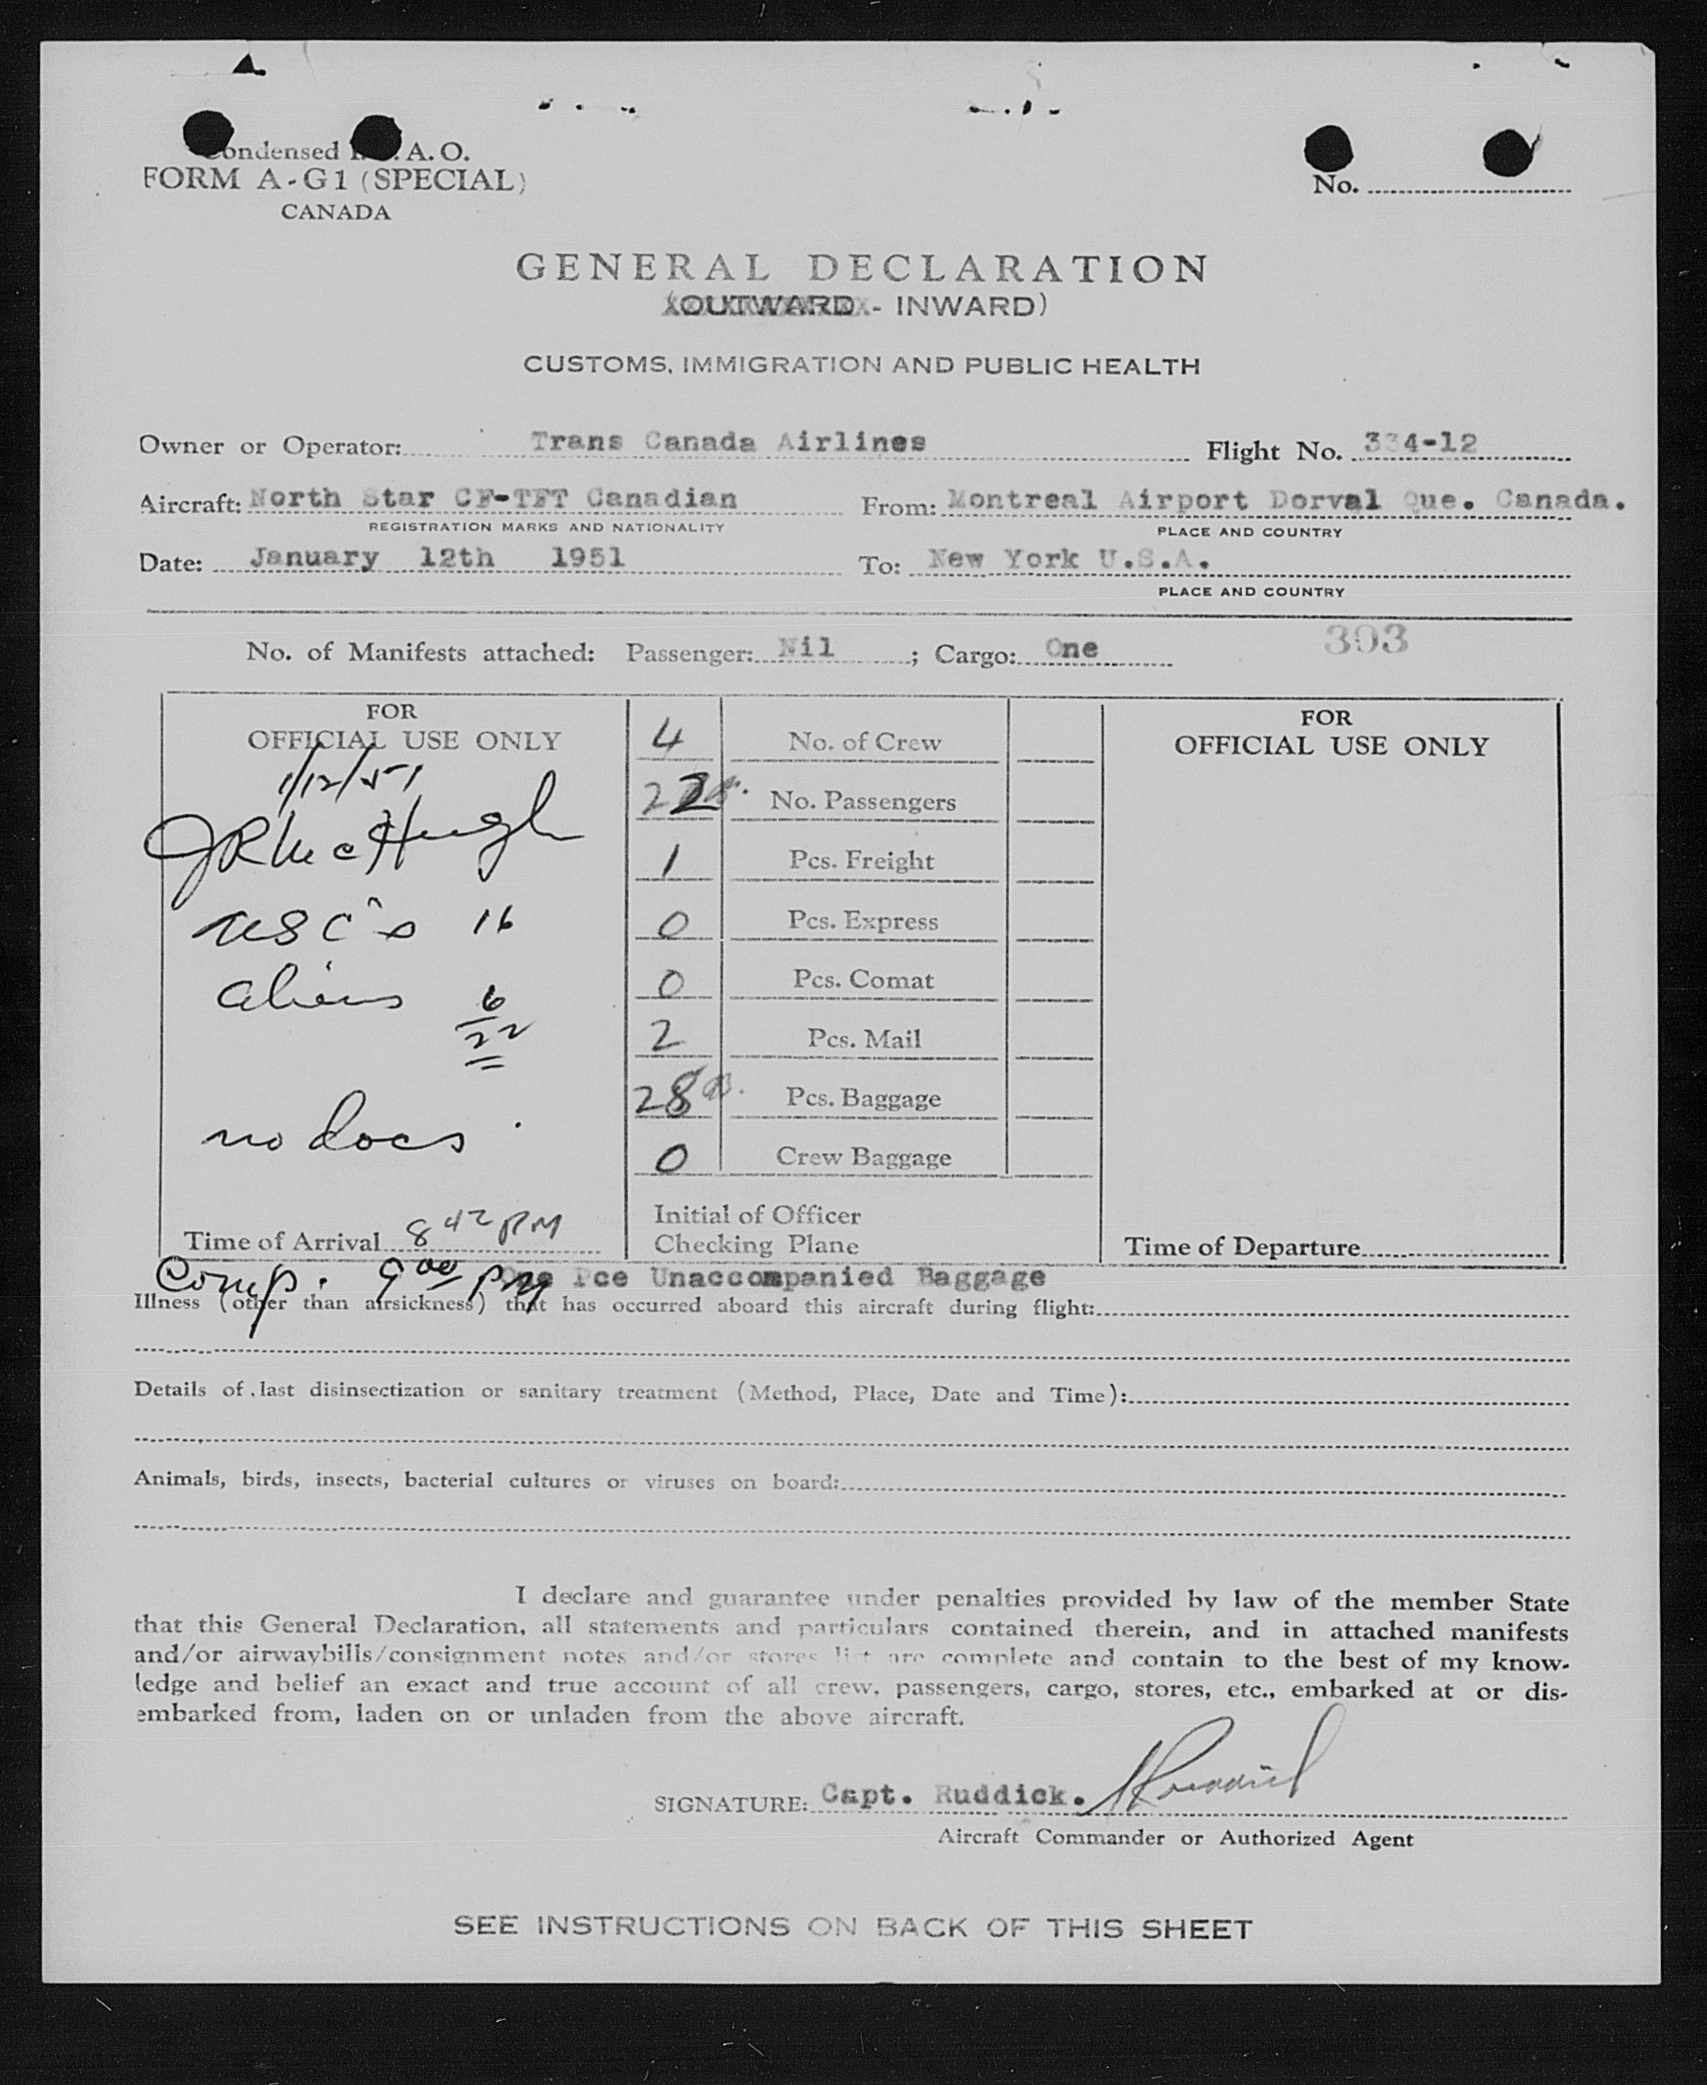 Condensed I. A. O.
FORM A-G1 (SPECIAL)
CANADA
No.
GENERAL DECLARATION
(OUTWARD - INWARD)
CUSTOMS, IMMIGRATION AND PUBLIC HEALTH
Owner or Operator: Trans Canada Airlines Flight No. 334-12
Aircraft: North Star CF-TFT Canadian From: Montreal Airport Dorval Que. Canada.
REGISTRATION MARKS AND NATIONALITY PLACE AND COUNTRY
Date: January 12th 1951 To: New York U.S.A.
PLACE AND COUNTRY
No. of Manifests attached: Passenger: Nil ; Cargo: One 393
FOR
OFFICIAL USE ONLY
1/12/51
JR McHugh
USC's 16
aliens 6
22
no docs
Time of Arrival 8 42 PM
4 No. of Crew
22 No. Passengers
1 Pcs. Freight
0 Pcs. Express
0 Pcs. Comat
2 Pcs. Mail
28 Pcs. Baggage
0 Crew Baggage
Initial of Officer
Checking Plane
FOR
OFFICIAL USE ONLY
Time of Departure
Comp. 9 00 PM One Pce Unaccompanied Baggage
Illness (other than airsickness) that has occurred aboard this aircraft during flight:
Details of last disinsectization or sanitary treatment (Method, Place, Date and Time):
Animals, birds, insects, bacterial cultures or viruses on board:
I declare and guarantee under penalties provided by law of the member State
that this General Declaration, all statements and particulars contained therein, and in attached manifests
and/or airwaybills/consignment notes and/or stores list are complete and contain to the best of my know-
ledge and belief an exact and true account of all crew, passengers, cargo, stores, etc., embarked at or dis-
embarked from, laden on or unladen from the above aircraft.
SIGNATURE: Capt. Ruddick. Ruddick
Aircraft Commander or Authorized Agent
SEE INSTRUCTIONS ON BACK OF THIS SHEET